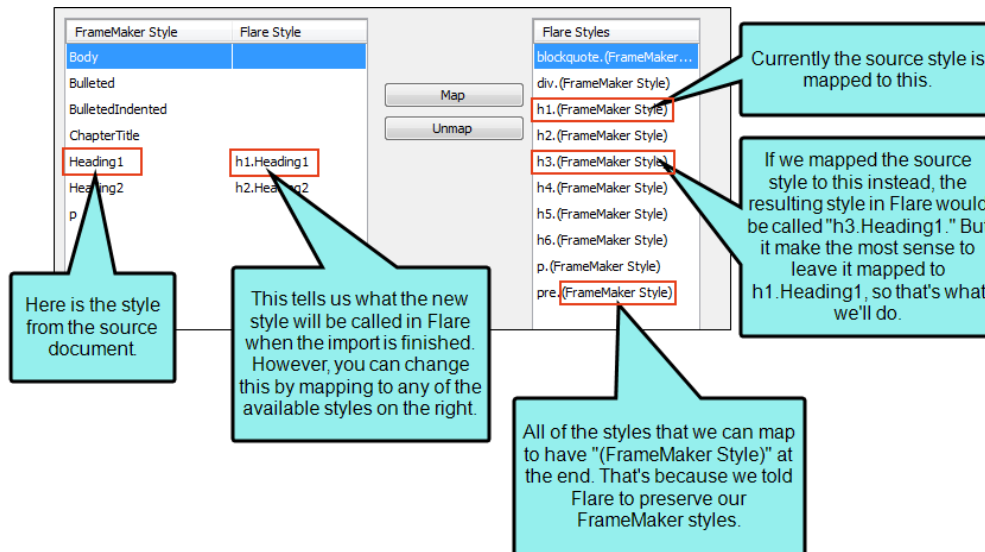 FrameMaker Style
Flare Style
Body
Bulleted
BulletedIndented
ChapterTitle
Heading1
h1.Heading1
Heading2
h2.Heading2
p
Map
Unmap
Flare Styles
blockquote.(FrameMaker...
div.(FrameMaker Style)
h1.(FrameMaker Style)
h2.(FrameMaker Style)
h3.(FrameMaker Style)
h4.(FrameMaker Style)
h5.(FrameMaker Style)
h6.(FrameMaker Style)
p.(FrameMaker Style)
pre.(FrameMaker Style)
Currently the source style is
mapped to this.
If we mapped the source
style to this instead, the
resulting style in Flare would
be called "h3.Heading1." But
it make the most sense to
leave it mapped to
h1.Heading1, so that's what
we'll do.
Here is the style
from the source
document.
This tells us what the new
style will be called in Flare
when the import is finished.
However, you can change
this by mapping to any of the
available styles on the right.
All of the styles that we can map
to have "(FrameMaker Style)" at
the end. That's because we told
Flare to preserve our
FrameMaker styles.